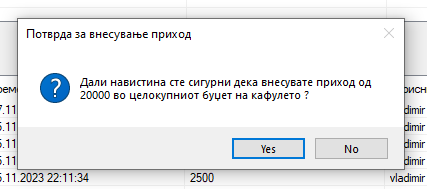 Потврда за внесување приход
Дали навистина сте сигурни дека внесувате приход од
20000 во целокупниот буџет на кафулето ?
Yes
No
5.11.2023 22:11:34
2500